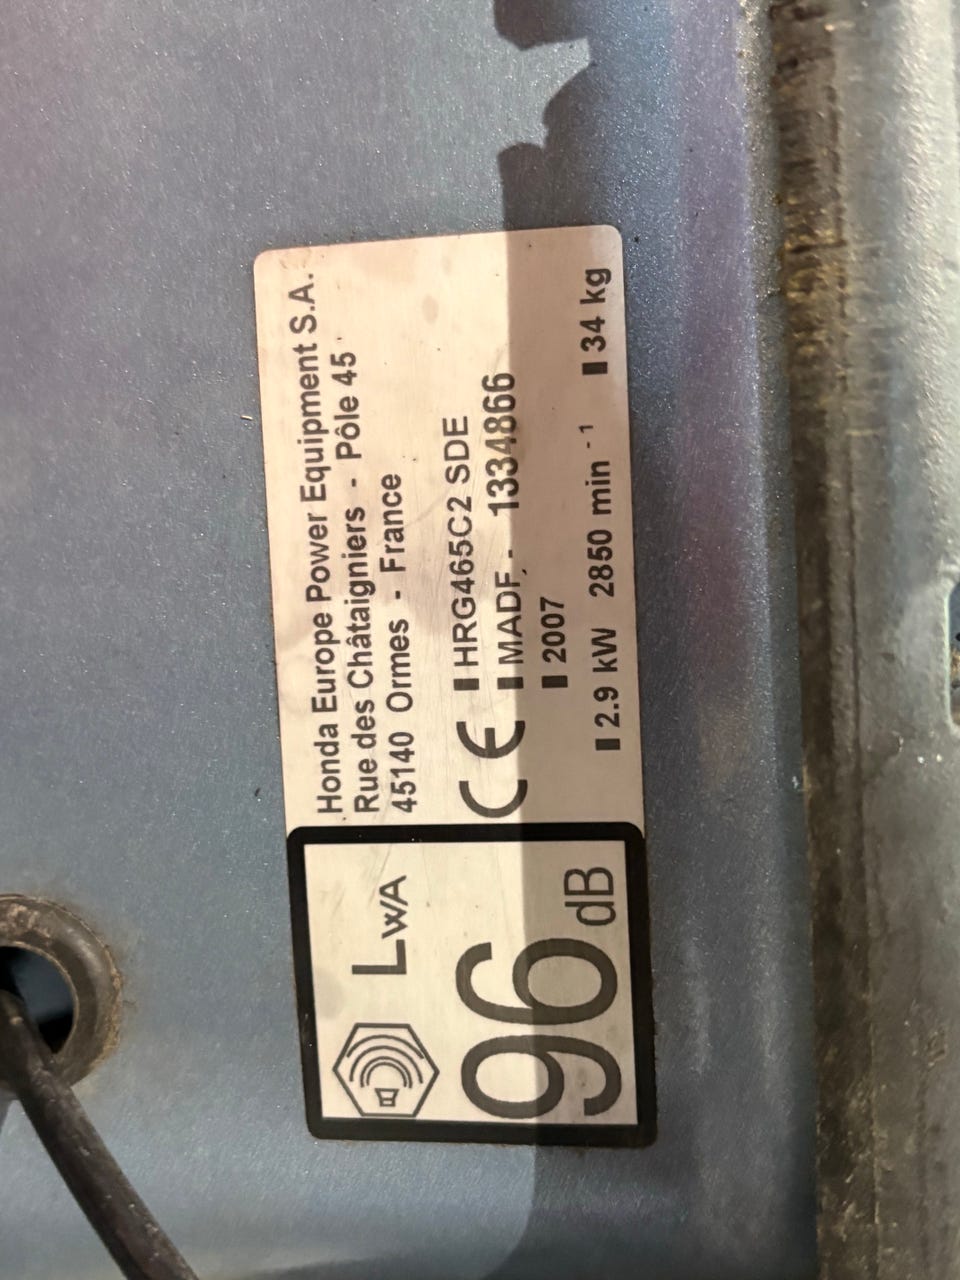 Honda Europe Power Equipment S.A.
Rue des Châtaigniers - Pôle 45
45140 Ormes - France
CE
HRG465C2 SDE
MADF - 1334866
2007
2.9 kW 2850 min -1 34 kg
LWA
96 dB